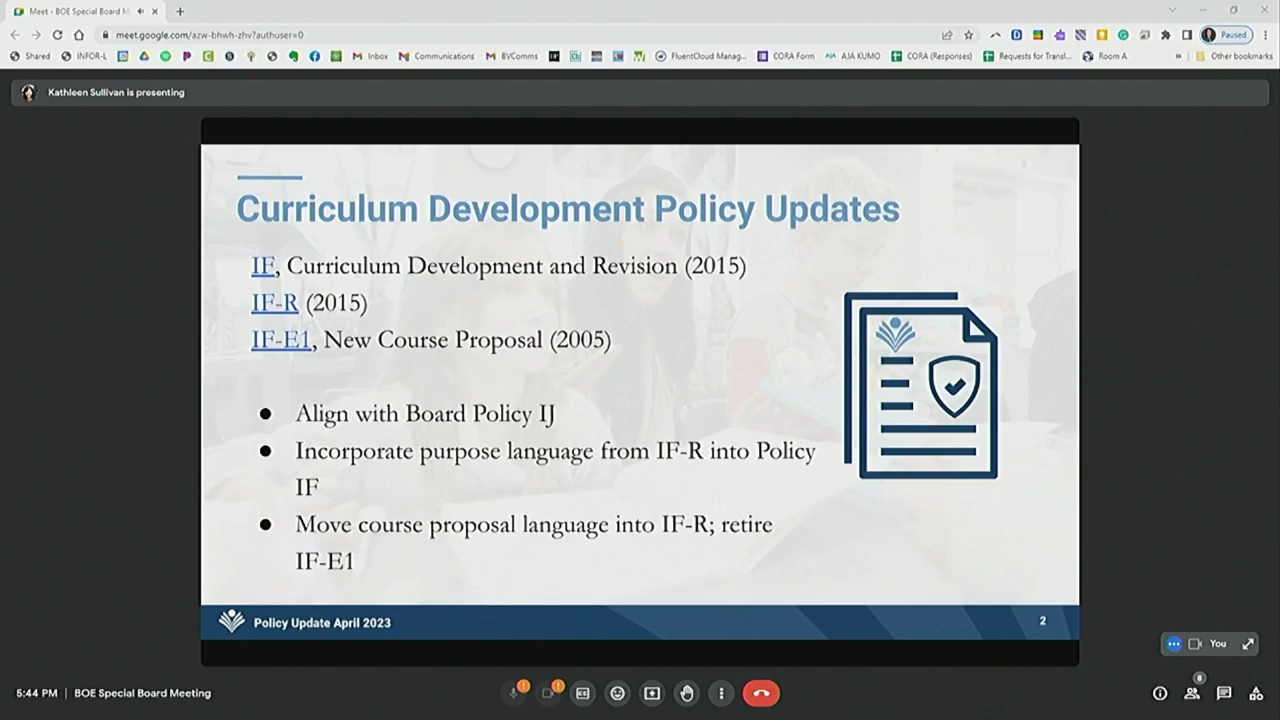 Meet - BOE Special Board M
meet.google.com/azw-bhwh-zhv?authuser=0
Paused
Shared
INFOR-L
Inbox
Communications
BVComms
FluentCloud Manag...
CORA Form
AJA KUMO
CORA (Responses)
Requests for Transl...
Room A
»
Other bookmarks
Kathleen Sullivan is presenting
Curriculum Development Policy Updates
IF, Curriculum Development and Revision (2015)
IF-R (2015)
IF-E1, New Course Proposal (2005)
● Align with Board Policy IJ
● Incorporate purpose language from IF-R into Policy
IF
● Move course proposal language into IF-R; retire
IF-E1
Policy Update April 2023
2
You
8
5:44 PM | BOE Special Board Meeting